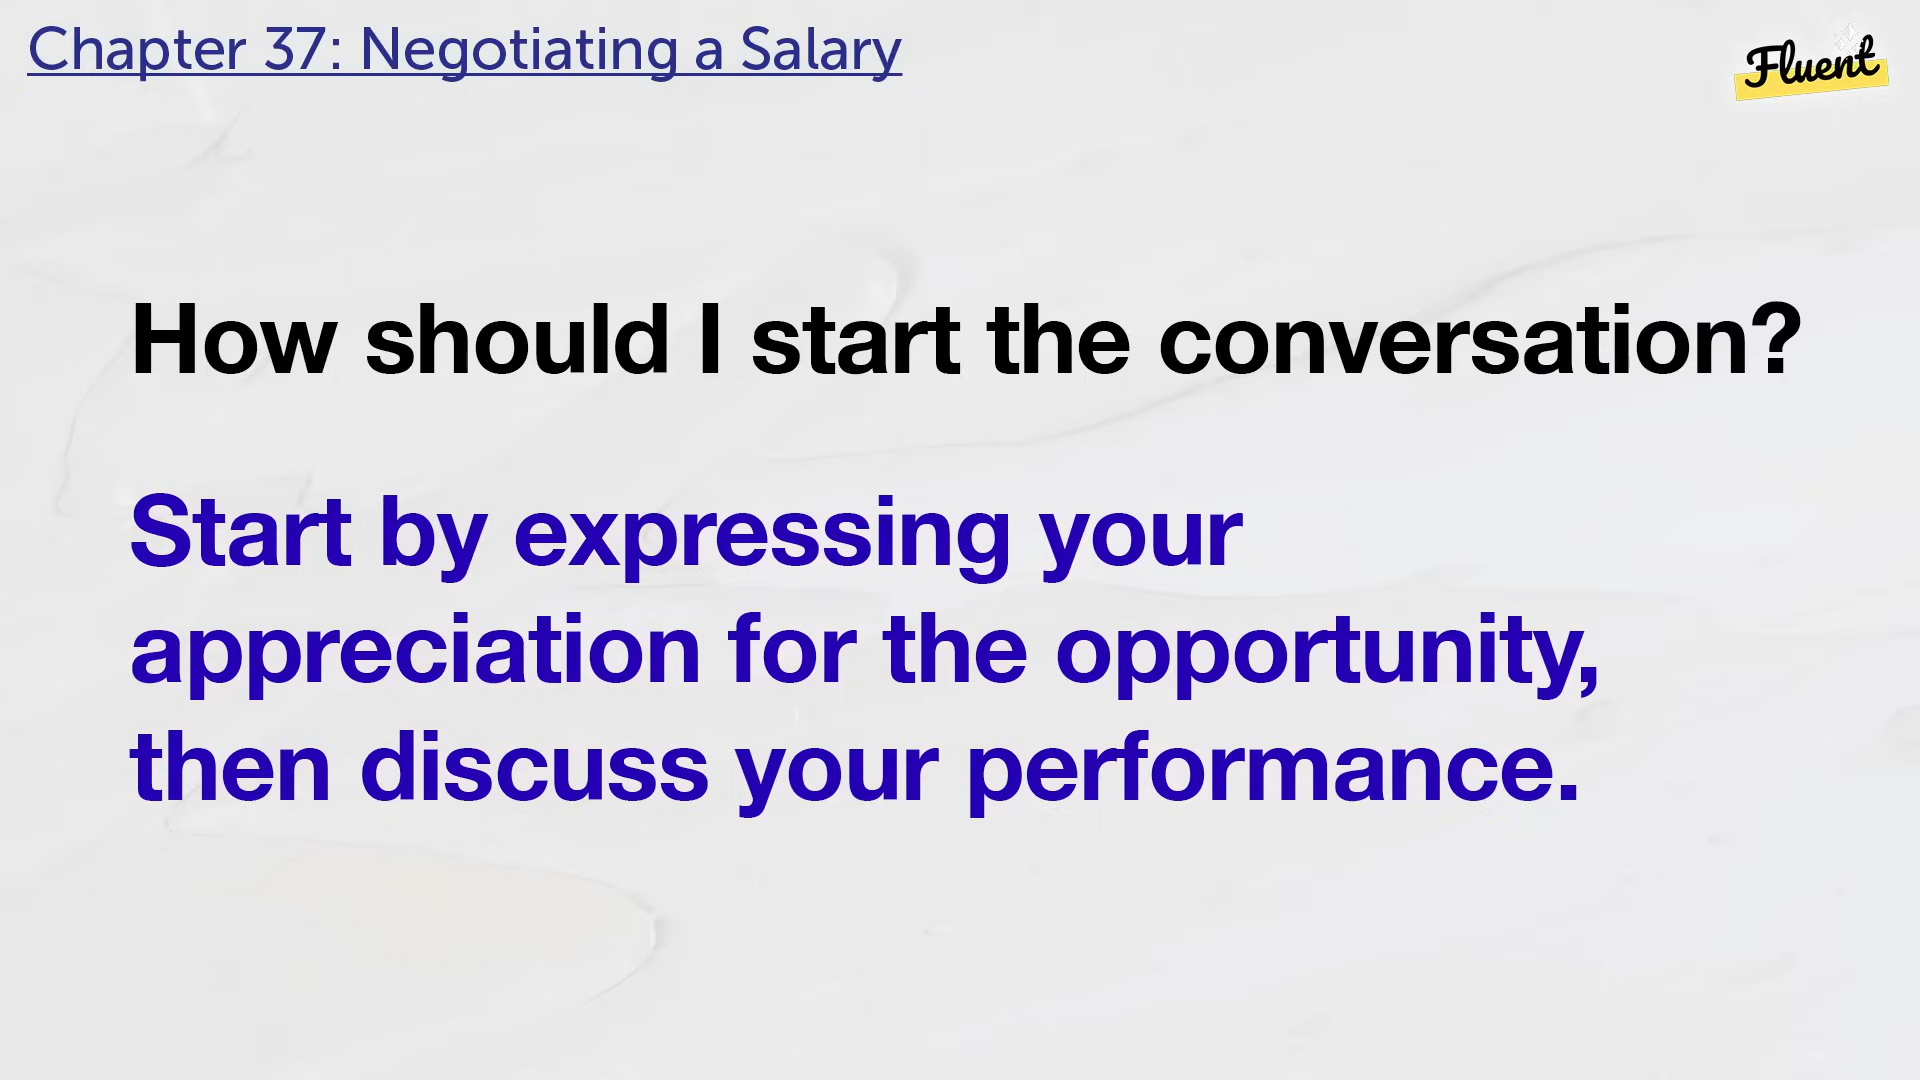 Chapter 37: Negotiating a Salary
Fluent
How should I start the conversation?
Start by expressing your
appreciation for the opportunity,
then discuss your performance.